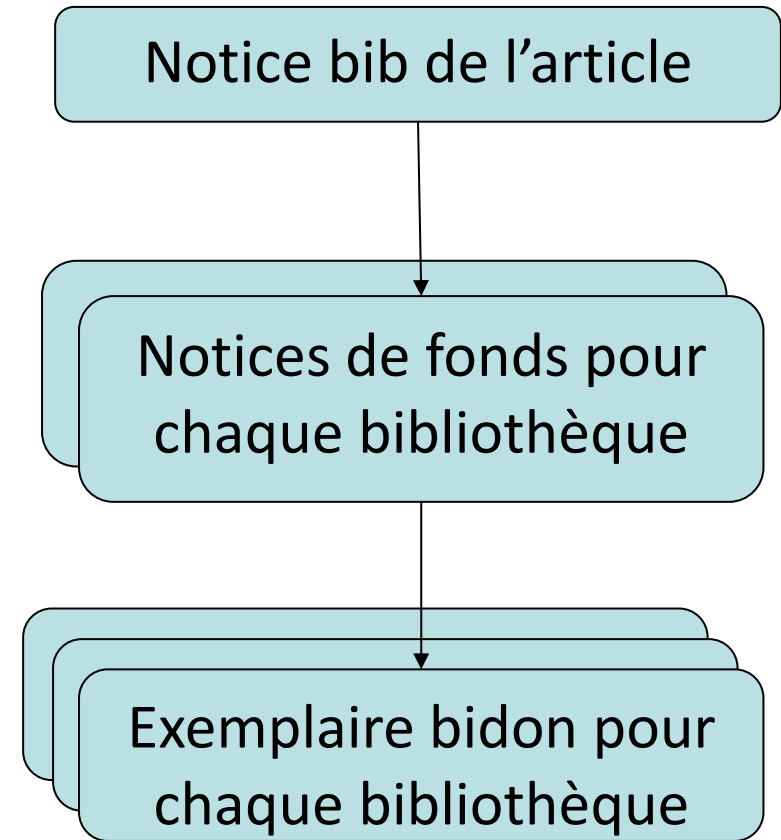 Notice bib de l’article
Notices de fonds pour
chaque bibliothèque
Exemplaire bidon pour
chaque bibliothèque